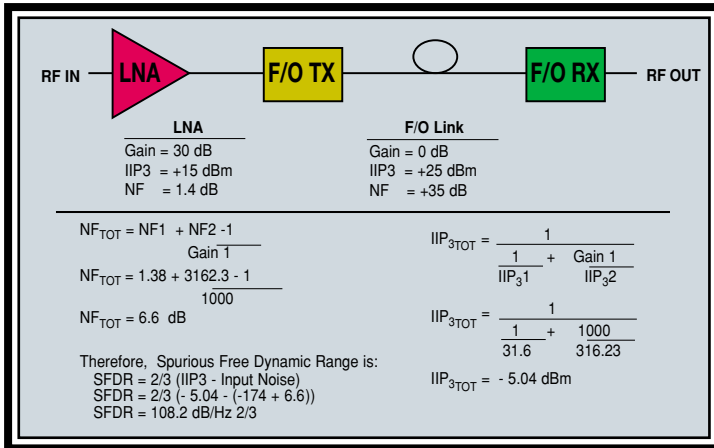 RF IN LNA F/O TX F/O RX RF OUT
LNA
Gain = 30 dB
IIP3 = +15 dBm
NF = 1.4 dB
F/O Link
Gain = 0 dB
IIP3 = +25 dBm
NF = +35 dB
NFTOT = NF1 + NF2 -1
Gain 1
NFTOT = 1.38 + 3162.3 - 1
1000
NFTOT = 6.6 dB
Therefore, Spurious Free Dynamic Range is:
SFDR = 2/3 (IIP3 - Input Noise)
SFDR = 2/3 (- 5.04 - (-174 + 6.6))
SFDR = 108.2 dB/Hz 2/3
1
IIP3TOT =
1 + Gain 1
IIP31 IIP32
1
IIP3TOT =
1 + 1000
31.6 316.23
IIP3TOT = - 5.04 dBm